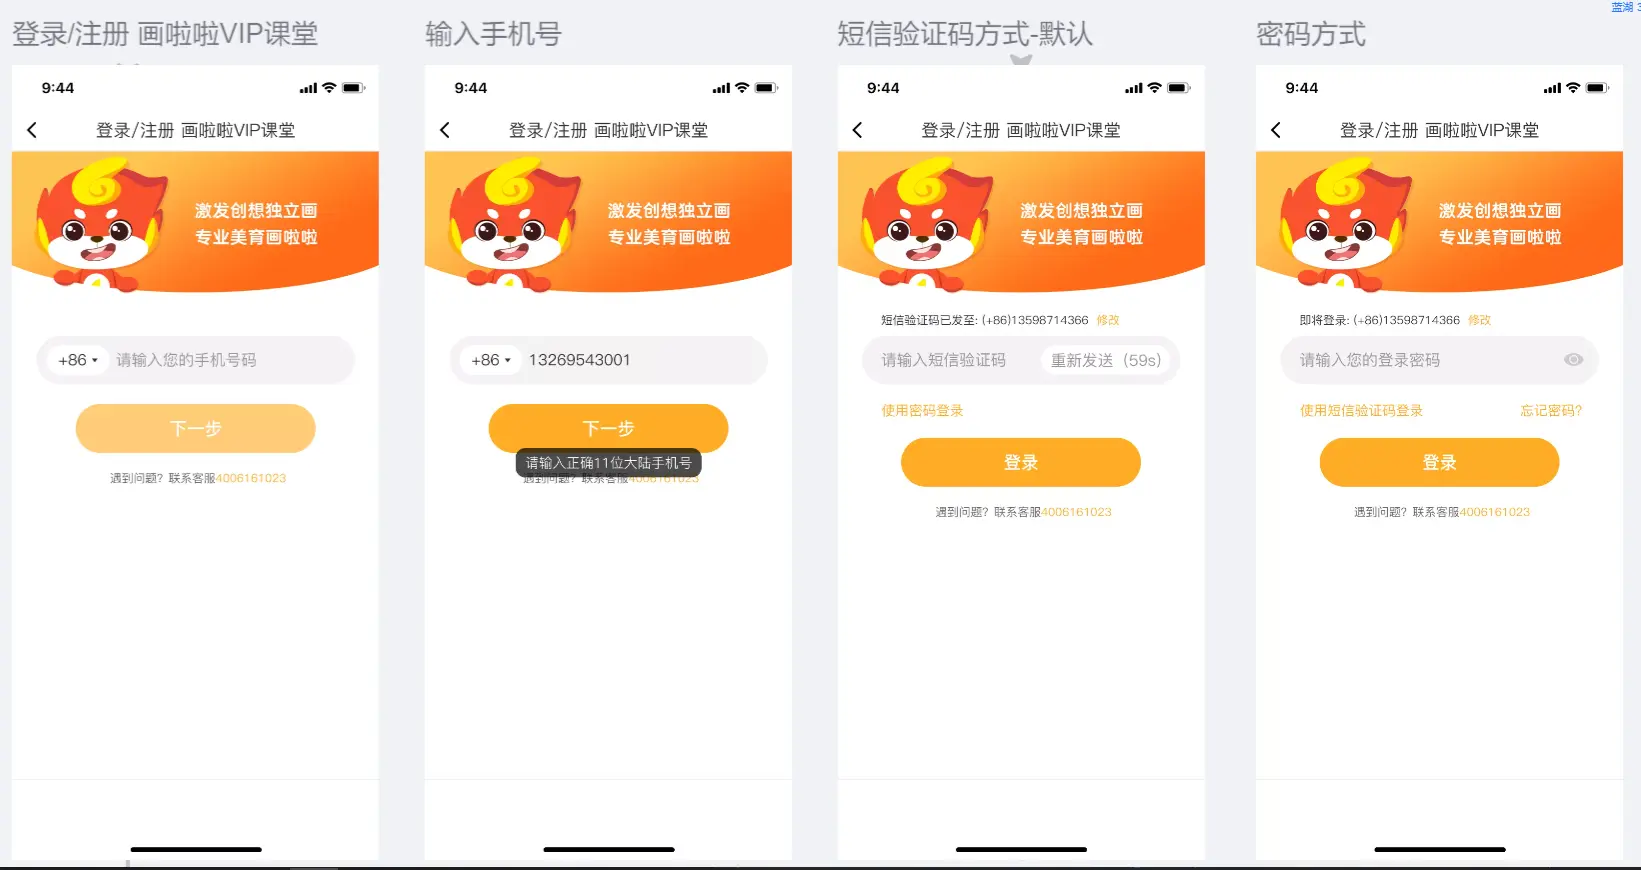 蓝湖 3
登录/注册 画啦啦VIP课堂
9:44
登录/注册 画啦啦VIP课堂
激发创想独立画
专业美育画啦啦
+86 请输入您的手机号码
下一步
遇到问题? 联系客服4006161023
输入手机号
9:44
登录/注册 画啦啦VIP课堂
激发创想独立画
专业美育画啦啦
+86 13269543001
下一步
请输入正确11位大陆手机号
遇到问题? 联系客服4006161023
短信验证码方式-默认
9:44
登录/注册 画啦啦VIP课堂
激发创想独立画
专业美育画啦啦
短信验证码已发至: (+86)13598714366 修改
请输入短信验证码 重新发送（59s）
使用密码登录
登录
遇到问题? 联系客服4006161023
密码方式
9:44
登录/注册 画啦啦VIP课堂
激发创想独立画
专业美育画啦啦
即将登录: (+86)13598714366 修改
请输入您的登录密码
使用短信验证码登录 忘记密码?
登录
遇到问题? 联系客服4006161023